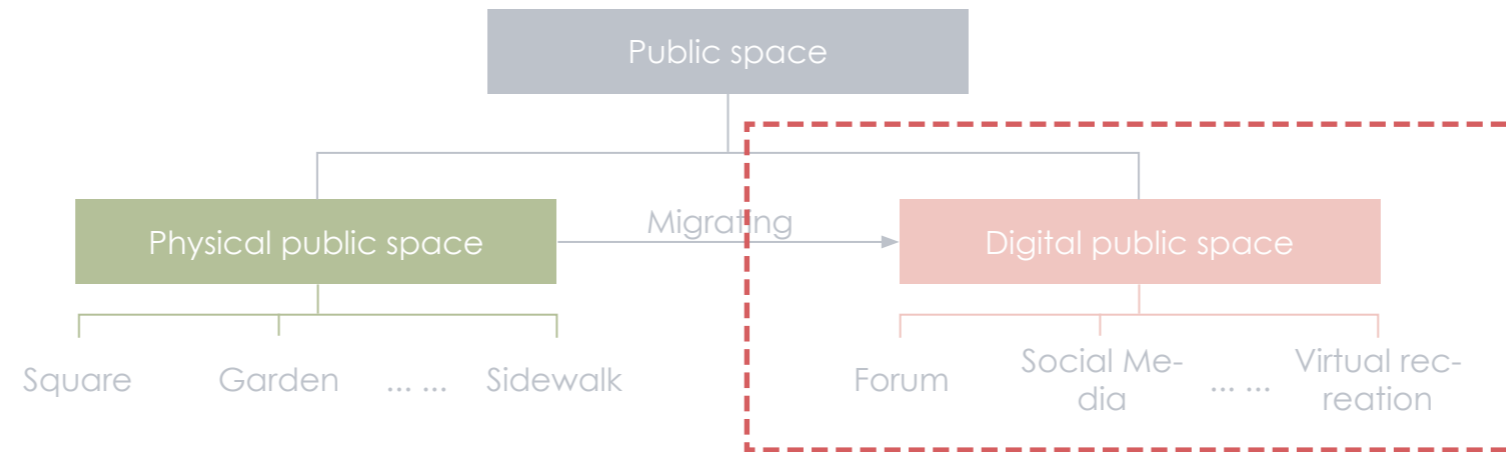 Public space
Migrating
Physical public space
Digital public space
Square
Garden
... ...
Sidewalk
Forum
Social Me-
dia
... ...
Virtual rec-
reation